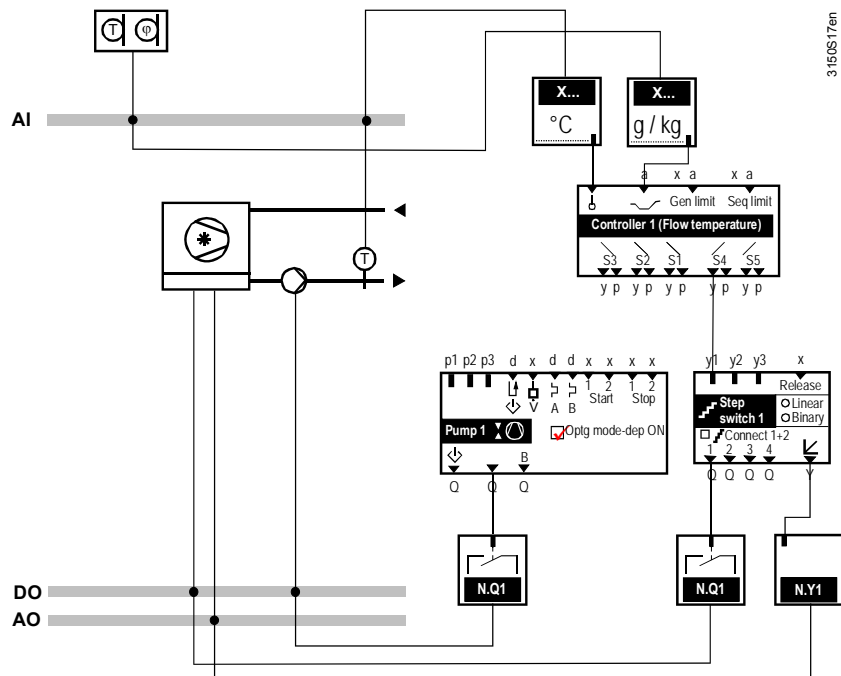 3150S17en
T φ
AI
X...
°C
X...
g / kg
a x a x a
Gen limit Seq limit
Controller 1 (Flow temperature)
S3 S2 S1 S4 S5
y p y p y p y p y p
T
p1 p2 p3 d x d d x x x x
1 2 1 2
Start Stop
V A B
Pump 1
Optg mode-dep ON
B
Q Q Q
y1 y2 y3 x
Release
Step
switch 1
Linear
Binary
Connect 1+2
1 2 3 4
Q Q Q Q Y
N.Q1
N.Q1
N.Y1
DO
AO